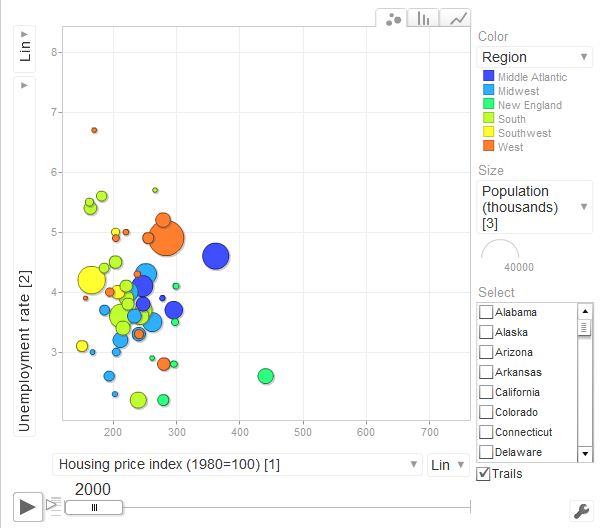 Lin
Unemployment rate [2]
8
7
6
5
4
3
200
300
400
500
600
700
Housing price index (1980=100) [1]
Lin
2000
Color
Region
Middle Atlantic
Midwest
New England
South
Southwest
West
Size
Population
(thousands)
[3]
40000
Select
Alabama
Alaska
Arizona
Arkansas
California
Colorado
Connecticut
Delaware
Trails